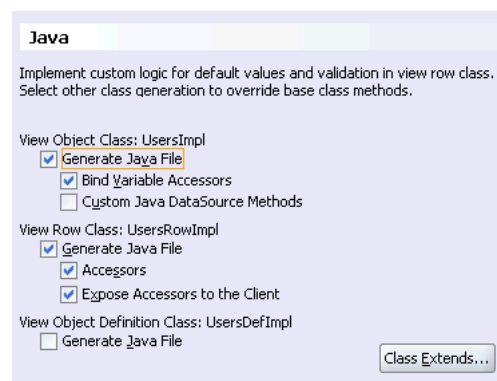 Java
Implement custom logic for default values and validation in view row class.
Select other class generation to override base class methods.
View Object Class: UsersImpl
Generate Java File
Bind Variable Accessors
Custom Java DataSource Methods
View Row Class: UsersRowImpl
Generate Java File
Accessors
Expose Accessors to the Client
View Object Definition Class: UsersDefImpl
Generate Java File
Class Extends...